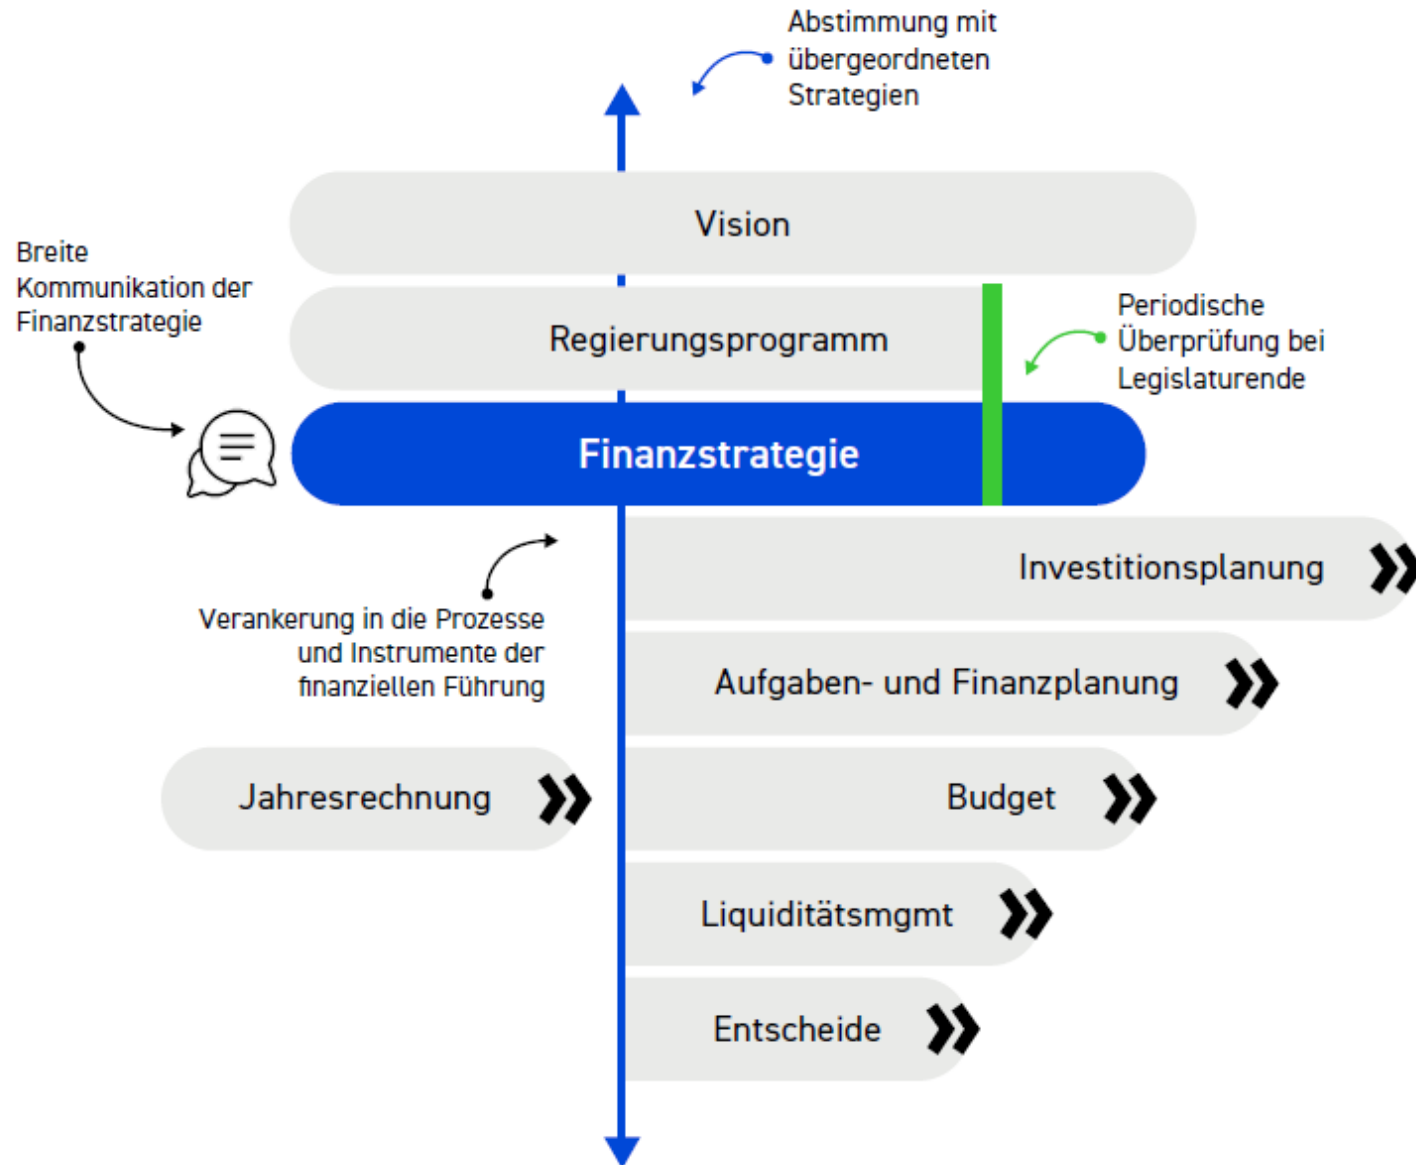 Abstimmung mit
übergeordneten
Strategien
Vision
Breite
Kommunikation der
Finanzstrategie
Regierungsprogramm
Periodische
Überprüfung bei
Legislaturende
Finanzstrategie
Investitionsplanung
Verankerung in die Prozesse
und Instrumente der
finanziellen Führung
Aufgaben- und Finanzplanung
Jahresrechnung
Budget
Liquiditätsmgmt
Entscheide